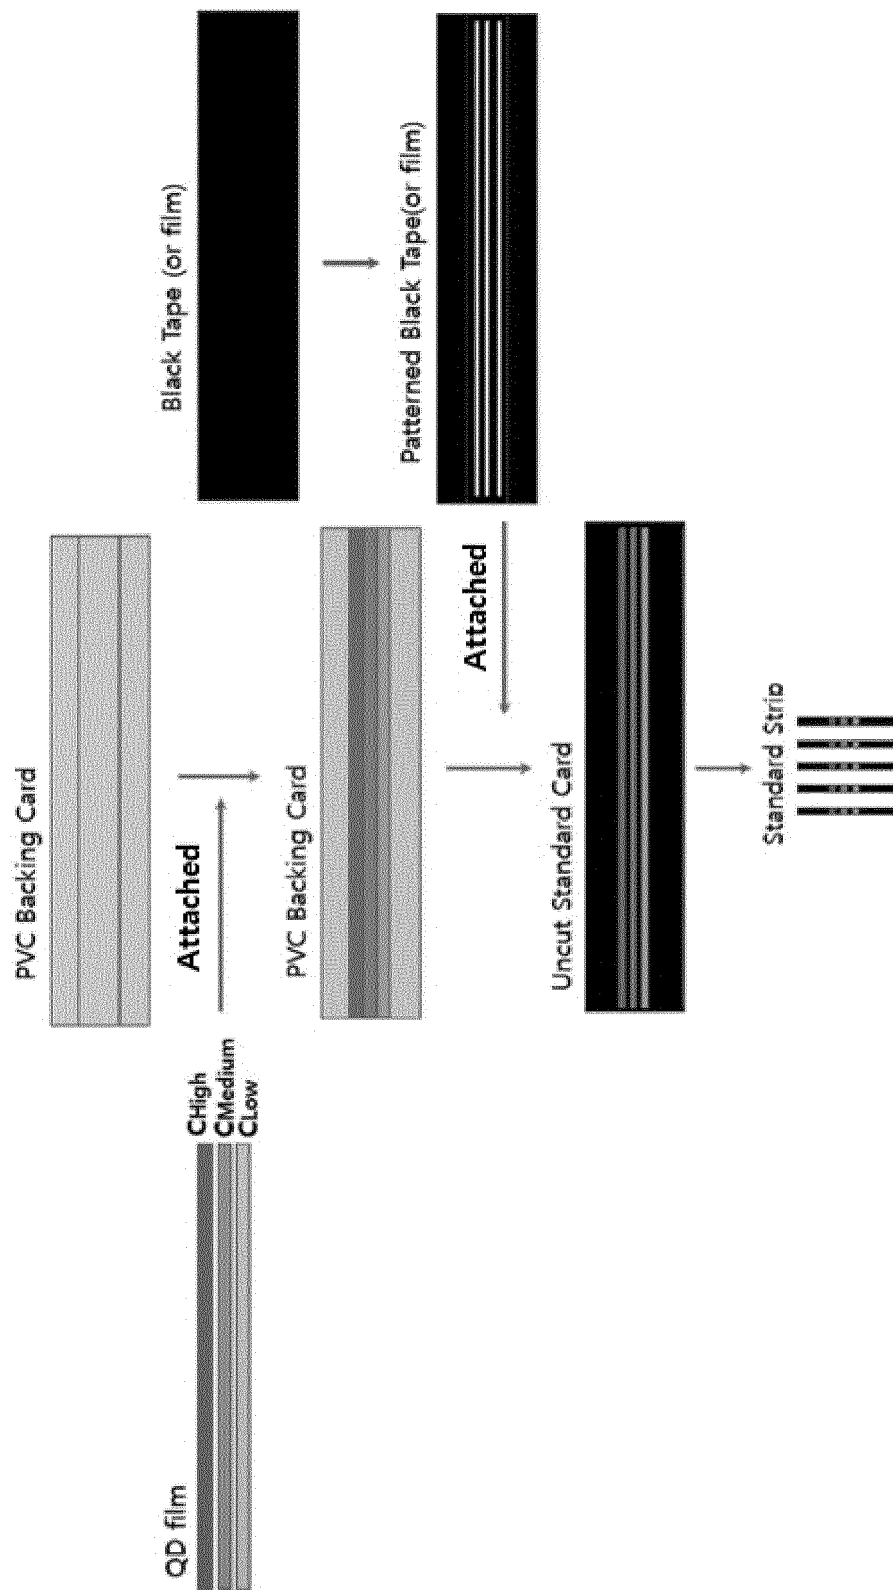 PVC Backing Card
QD film
CHigh
CMedium
CLow
Attached
Black Tape (or film)
PVC Backing Card
Patterned Black Tape(or film)
Attached
Uncut Standard Card
Standard Strip